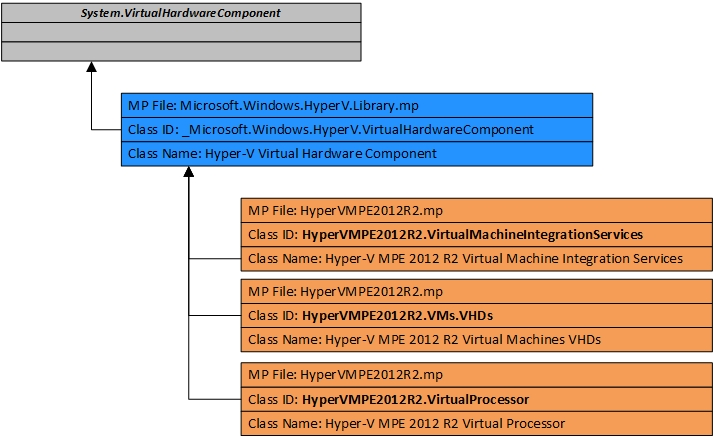 System.VirtualHardwareComponent
MP File: Microsoft.Windows.HyperV.Library.mp
Class ID: _Microsoft.Windows.HyperV.VirtualHardwareComponent
Class Name: Hyper-V Virtual Hardware Component
MP File: HyperVMPE2012R2.mp
Class ID: HyperVMPE2012R2.VirtualMachineIntegrationServices
Class Name: Hyper-V MPE 2012 R2 Virtual Machine Integration Services
MP File: HyperVMPE2012R2.mp
Class ID: HyperVMPE2012R2.VMs.VHDs
Class Name: Hyper-V MPE 2012 R2 Virtual Machines VHDs
MP File: HyperVMPE2012R2.mp
Class ID: HyperVMPE2012R2.VirtualProcessor
Class Name: Hyper-V MPE 2012 R2 Virtual Processor